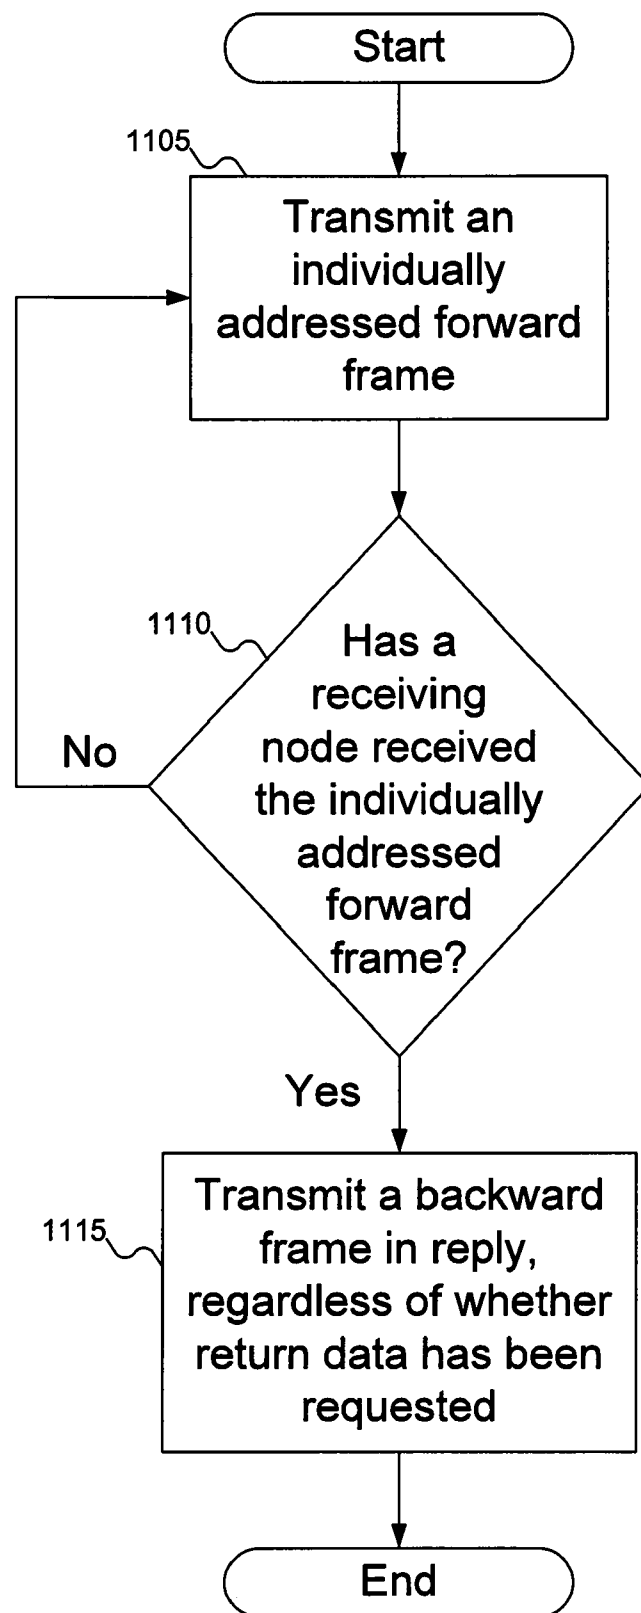 Start
1105
Transmit an
individually
addressed forward
frame
1110
Has a
receiving
node received
the individually
addressed
forward
frame?
No
Yes
1115
Transmit a backward
frame in reply,
regardless of whether
return data has been
requested
End